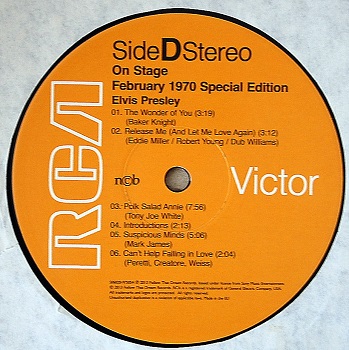 SideDStereo
On Stage
February 1970 Special Edition
Elvis Presley
01. The Wonder of You (3:19)
(Baker Knight)
02. Release Me (And Let Me Love Again) (3:12)
(Eddie Miller / Robert Young / Dub Williams)
RCA
n©b
Victor
03. Polk Salad Annie (7:56)
(Tony Joe White)
04. Introductions (2:13)
05. Suspicious Minds (5:06)
(Mark James)
06. Can't Help Falling in Love (2:04)
(Peretti, Creatore, Weiss)